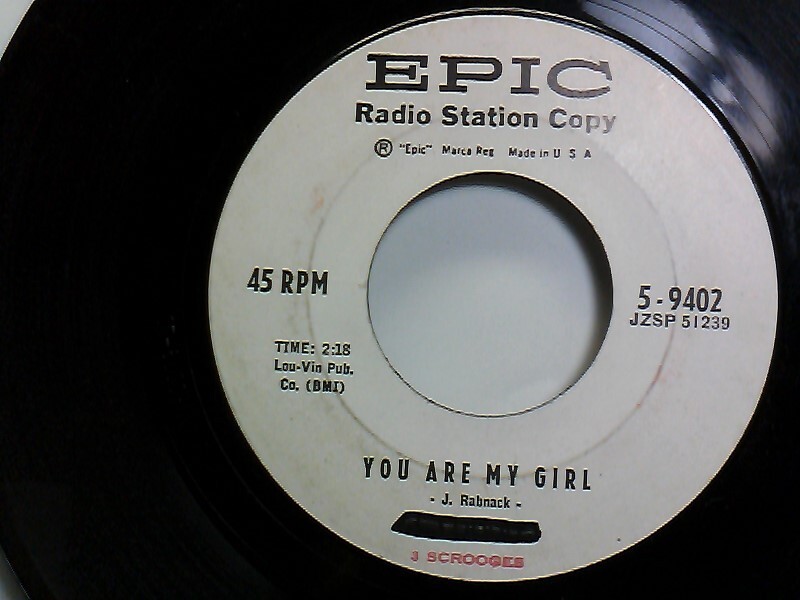 EPIC
Radio Station Copy
® "Epic" Marca Reg Made in U S A
45 RPM
5-9402
JZSP 51239
TIME: 2:18
Lou-Vin Pub.
Co. (BMI)
YOU ARE MY GIRL
- J. Rabnack -
3 SCROOGES